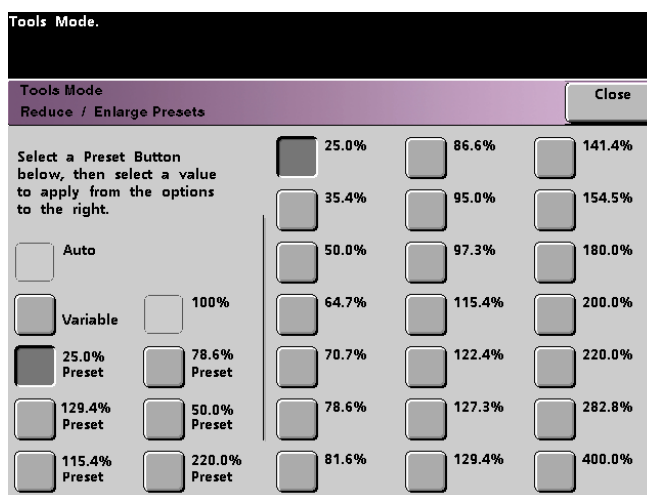 Tools Mode.
Tools Mode
Reduce / Enlarge Presets
Close
Select a Preset Button
below, then select a value
to apply from the options
to the right.
Auto
Variable
100%
25.0%
Preset
78.6%
Preset
129.4%
Preset
50.0%
Preset
115.4%
Preset
220.0%
Preset
25.0%
86.6%
141.4%
35.4%
95.0%
154.5%
50.0%
97.3%
180.0%
64.7%
115.4%
200.0%
70.7%
122.4%
220.0%
78.6%
127.3%
282.8%
81.6%
129.4%
400.0%